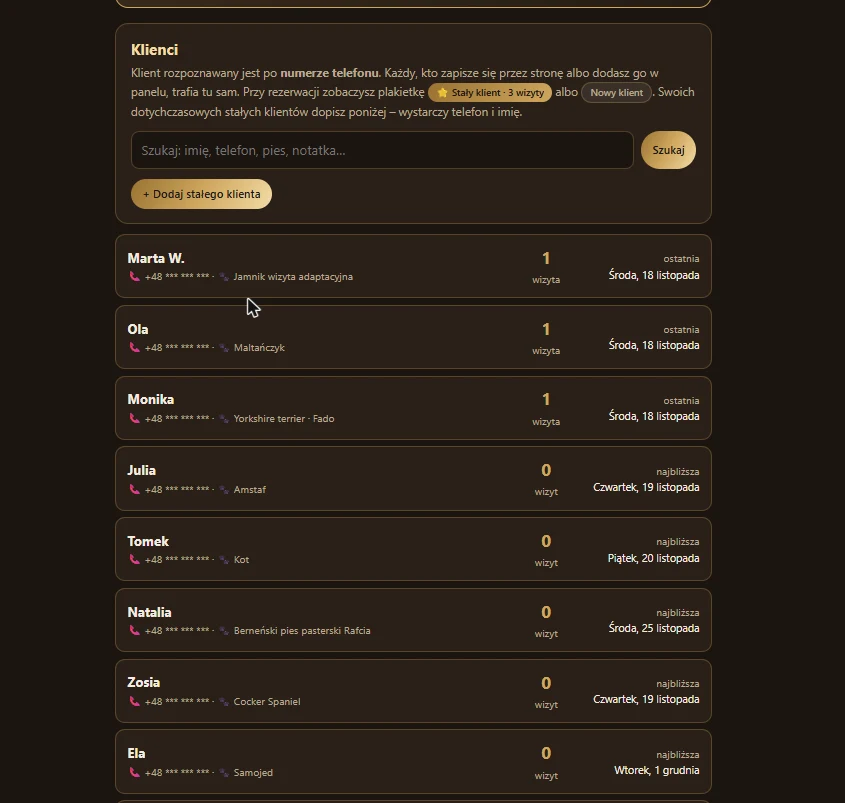 Klienci
Klient rozpoznawany jest po numerze telefonu. Każdy, kto zapisze się przez stronę albo dodasz go w
panelu, trafia tu sam. Przy rezerwacji zobaczysz plakietkę ⭐ Stały klient · 3 wizyty albo Nowy klient. Swoich
dotychczasowych stałych klientów dopisz poniżej – wystarczy telefon i imię.
Szukaj: imię, telefon, pies, notatka...
Szukaj
+ Dodaj stałego klienta
Marta W.
+48 *** *** *** · Jamnik wizyta adaptacyjna
1
wizyta
ostatnia
Środa, 18 listopada
Ola
+48 *** *** *** · Maltańczyk
1
wizyta
ostatnia
Środa, 18 listopada
Monika
+48 *** *** *** · Yorkshire terrier · Fado
1
wizyta
ostatnia
Środa, 18 listopada
Julia
+48 *** *** *** · Amstaf
0
wizyt
najbliższa
Czwartek, 19 listopada
Tomek
+48 *** *** *** · Kot
0
wizyt
najbliższa
Piątek, 20 listopada
Natalia
+48 *** *** *** · Berneński pies pasterski Rafcia
0
wizyt
najbliższa
Środa, 25 listopada
Zosia
+48 *** *** *** · Cocker Spaniel
0
wizyt
najbliższa
Czwartek, 19 listopada
Ela
+48 *** *** *** · Samojed
0
wizyt
najbliższa
Wtorek, 1 grudnia